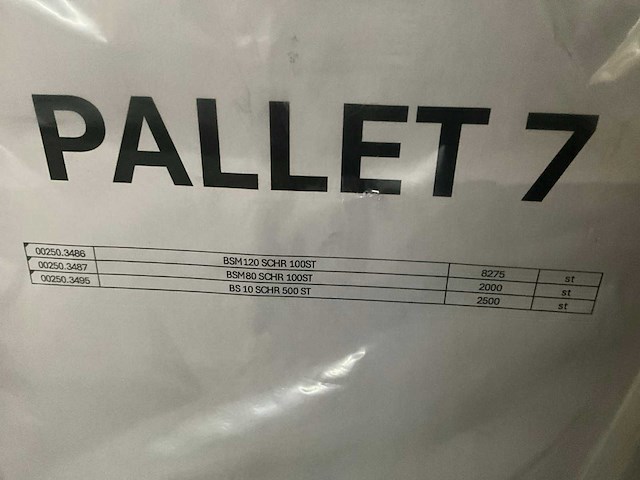 PALLET 7
00250.3486 BSM120 SCHR 100ST 8275 st
00250.3487 BSM80 SCHR 100ST 2000 st
00250.3495 BS 10 SCHR 500 ST 2500 st